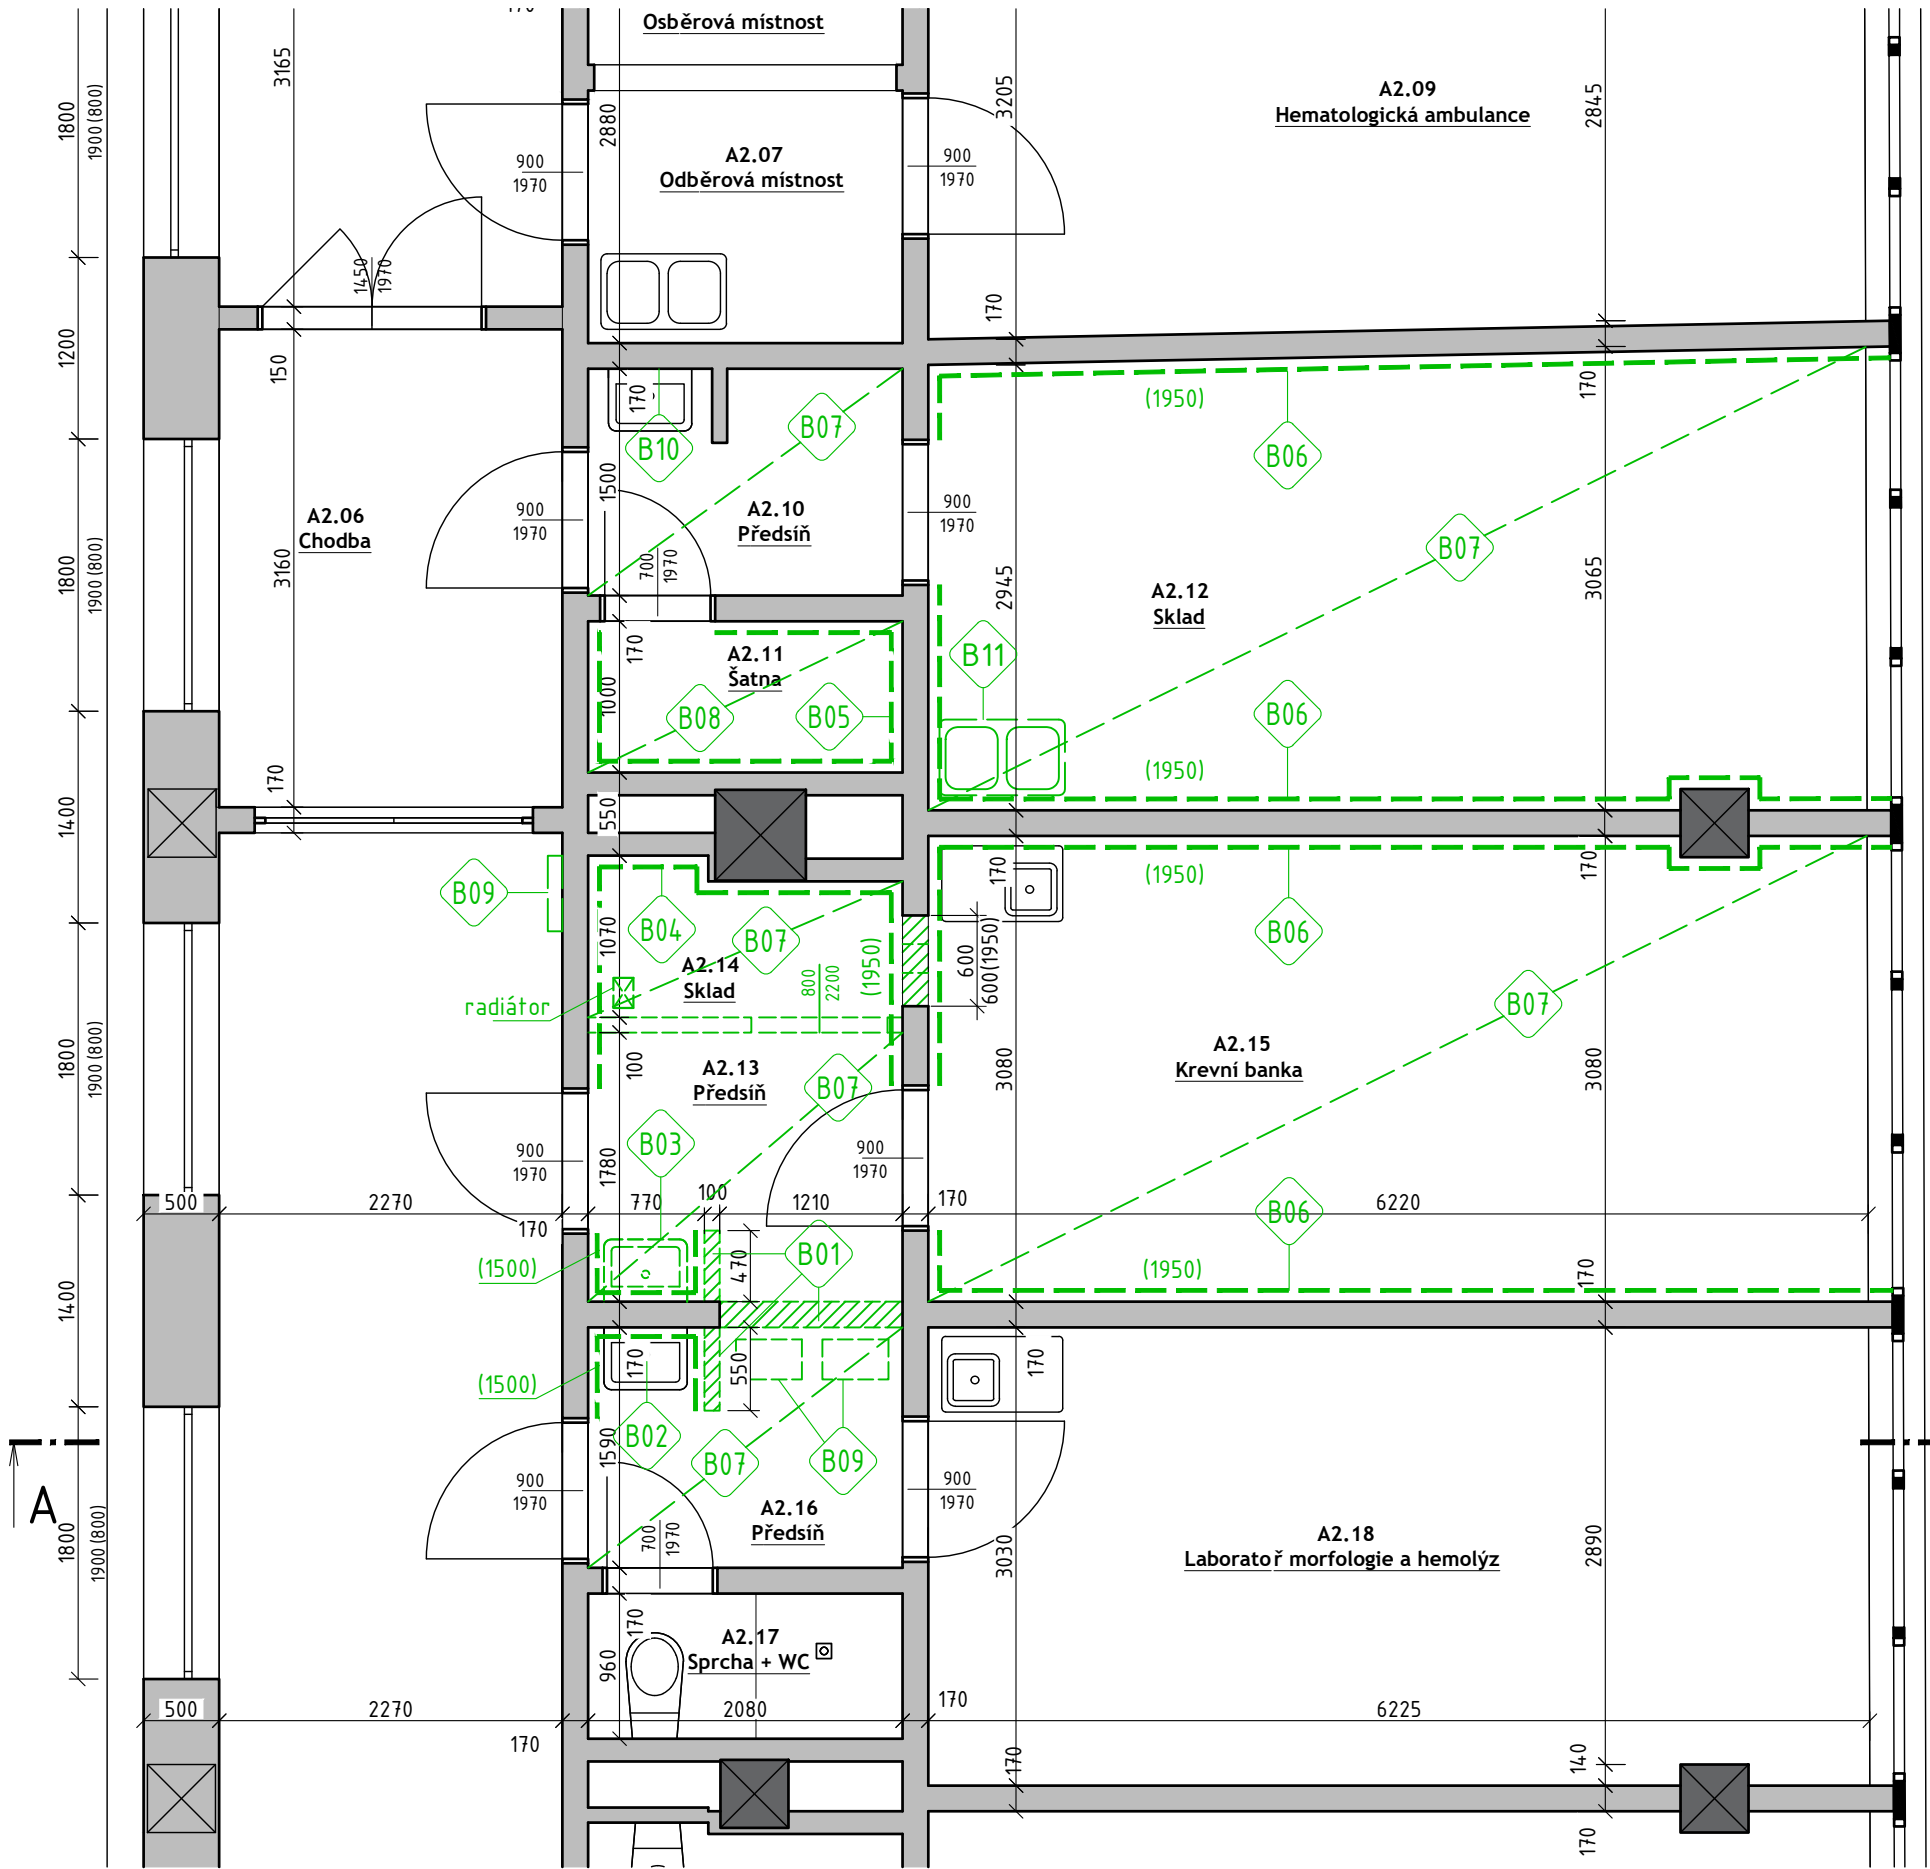 Osběrová místnost
3165
1800
1900 (800)
2880
3205
A2.09
Hematologická ambulance
2845
A2.07
Odběrová místnost
900
1970
900
1970
1450
1970
170
1200
150
170
170
(1950)
B07
B10
B06
1500
A2.06
Chodba
900
1970
A2.10
Předsíň
900
1970
B07
3160
700
1970
1800
1900 (800)
2945
A2.12
Sklad
3065
170
A2.11
Šatna
B11
1000
B08
B05
B06
170
(1950)
1400
550
170
(1950)
170
B09
B04
B07
B06
1070
(1950)
600
600(1950)
A2.14
Sklad
800
2200
radiátor
B07
1800
1900 (800)
100
A2.13
Předsíň
B07
3080
A2.15
Krevní banka
3080
B03
900
1970
1780
900
1970
500
2270
170
770
100
1210
170
B06
6220
(1500)
470
B01
(1950)
170
1400
170
550
170
(1500)
B02
1590
B07
B09
900
1970
900
1970
A
1800
1900 (800)
A2.16
Předsíň
700
1970
3030
A2.18
Laboratoř morfologie a hemolýz
2890
170
960
A2.17
Sprcha + WC
500
2270
170
2080
170
6225
170
140
170